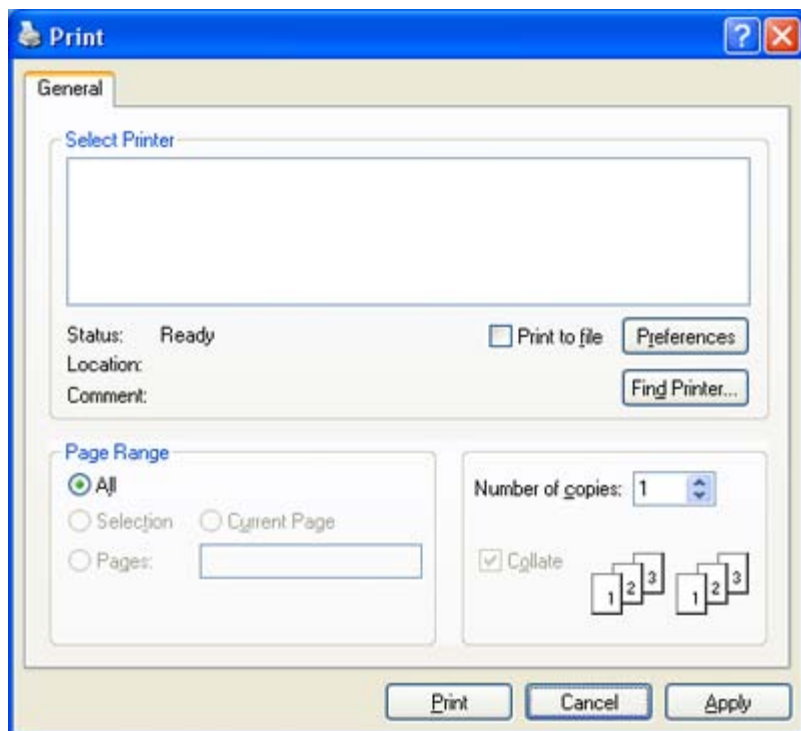 Print
General
Select Printer
Status: Ready
Location:
Comment:
Print to file
Preferences
Find Printer...
Page Range
All
Selection
Current Page
Pages:
Number of copies: 1
Collate
1 2 3 1 2 3
Print
Cancel
Apply